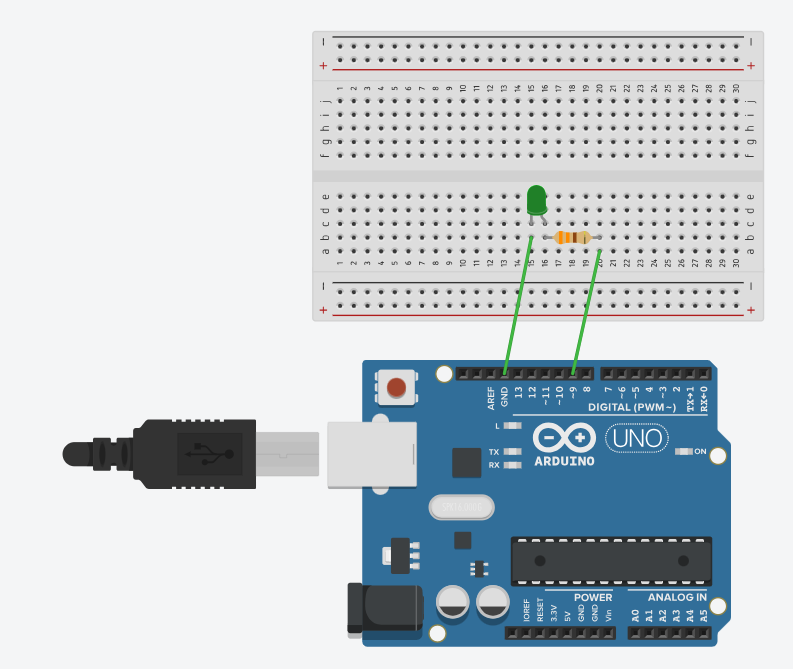 − −
+ +
1 2 3 4 5 6 7 8 9 10 11 12 13 14 15 16 17 18 19 20 21 22 23 24 25 26 27 28 29 30
j j
i i
h h
g g
f f
e e
d d
c c
b b
a a
1 2 3 4 5 6 7 8 9 10 11 12 13 14 15 16 17 18 19 20 21 22 23 24 25 26 27 28 29 30
− −
+ +
AREF GND 13 12 ~11 ~10 ~9 8 7 ~6 ~5 4 ~3 2 TX→1 RX←0
DIGITAL (PWM~)
L
TX
RX
UNO
ARDUINO
ON
POWER ANALOG IN
IOREF RESET 3.3V 5V GND GND Vin A0 A1 A2 A3 A4 A5